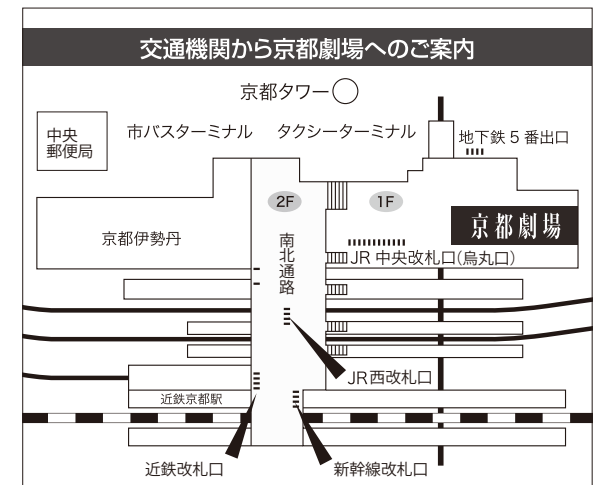 交通機関から京都劇場へのご案内
京都タワー
中央
郵便局
市バスターミナル
タクシーターミナル
地下鉄5番出口
2F
1F
京都劇場
京都伊勢丹
南北通路
JR中央改札口(烏丸口)
JR西改札口
近鉄京都駅
近鉄改札口
新幹線改札口